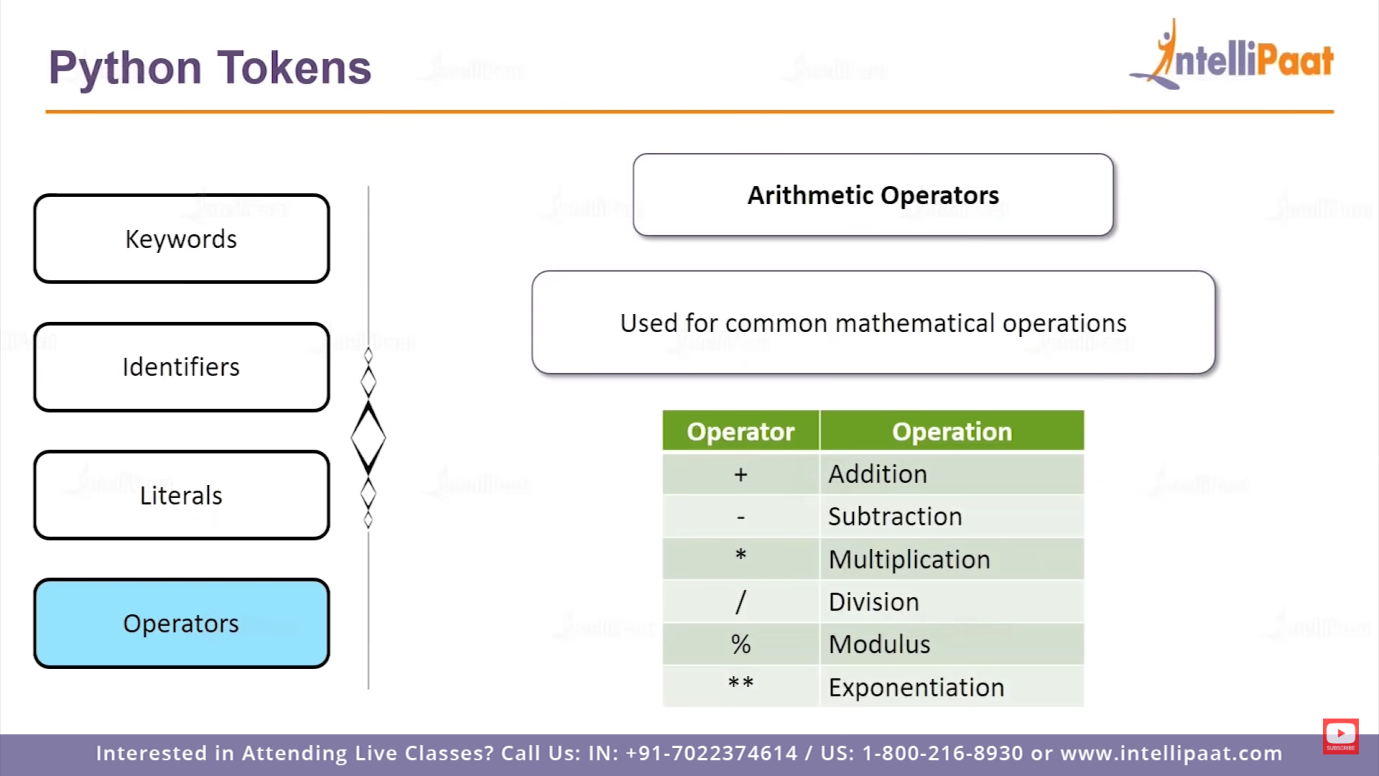 Python Tokens
IntelliPaat
Keywords
Identifiers
Literals
Operators
Arithmetic Operators
Used for common mathematical operations
Operator Operation
+ Addition
- Subtraction
* Multiplication
/ Division
% Modulus
** Exponentiation
SUBSCRIBE
Interested in Attending Live Classes? Call Us: IN: +91-7022374614 / US: 1-800-216-8930 or www.intellipaat.com